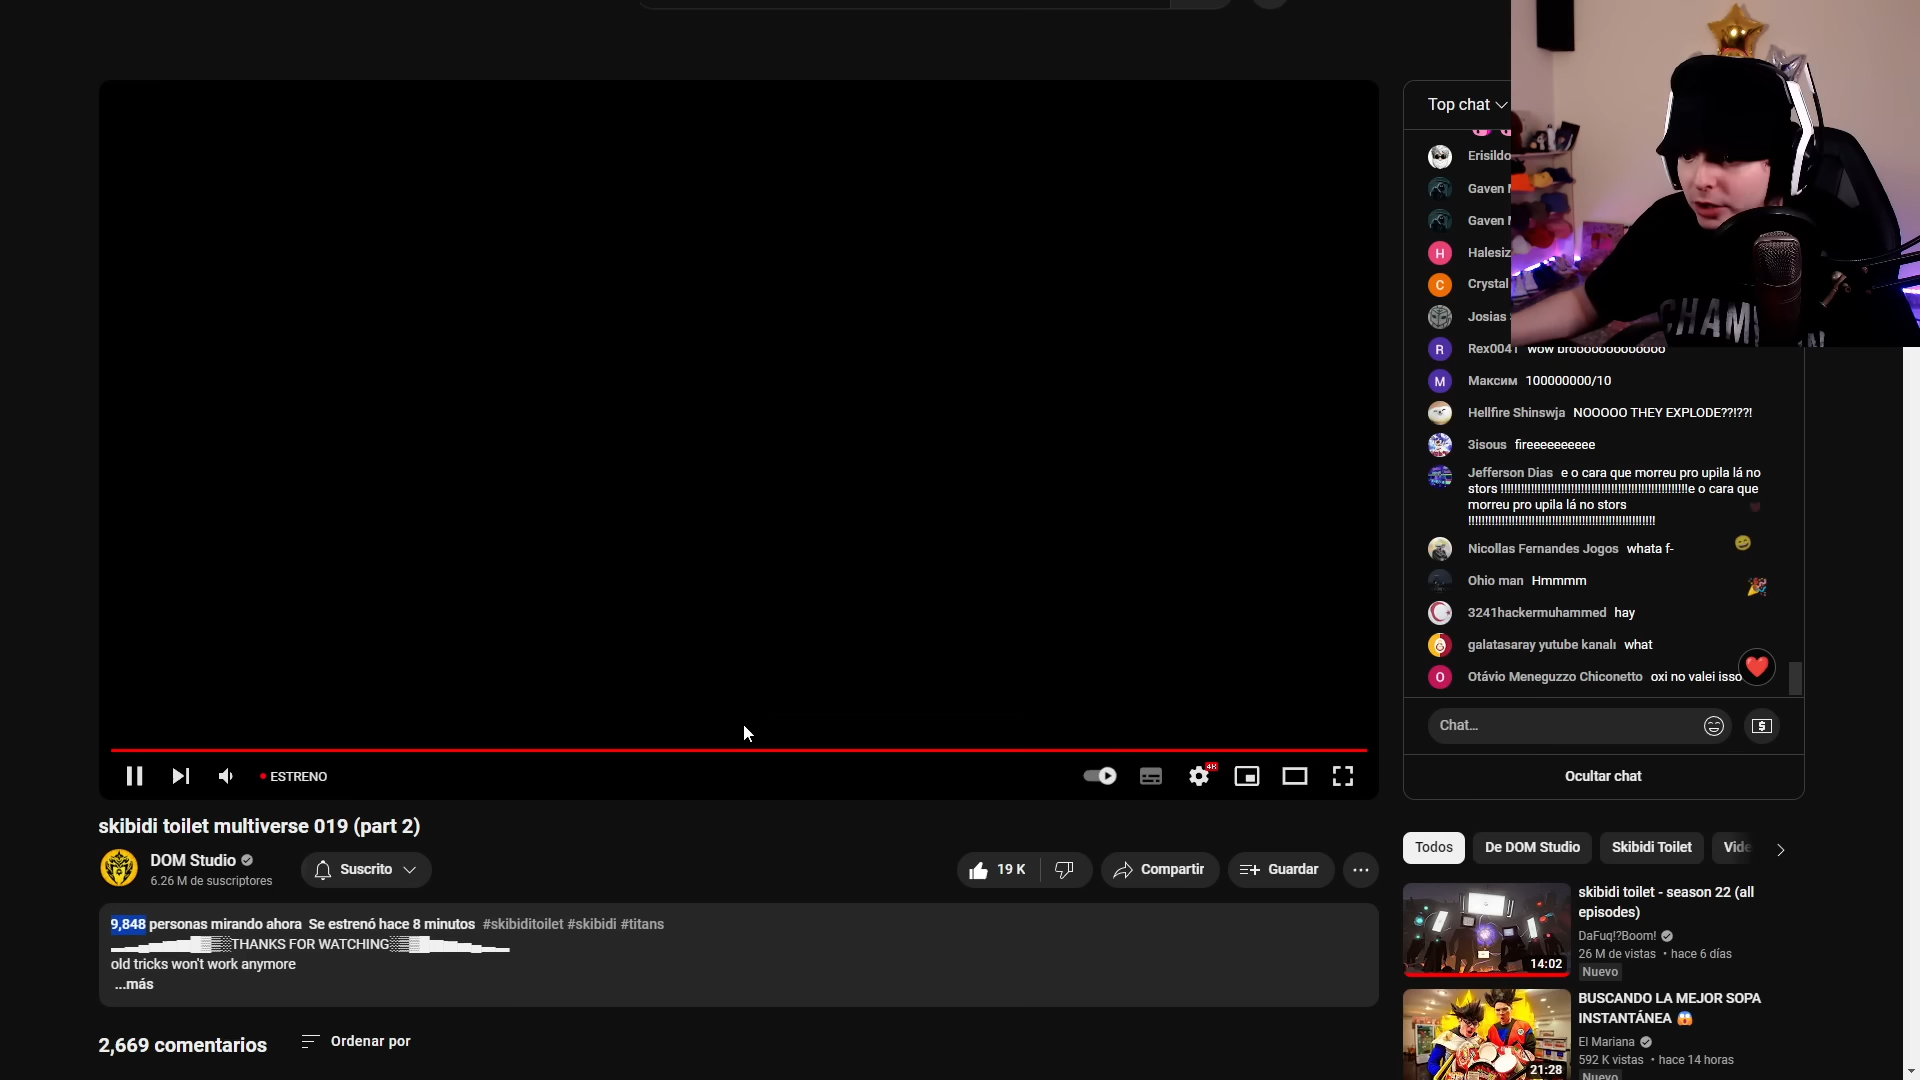 Top chat
Erisildo
Gaven
Gaven
H
Halesiz
C
Crystal
Josias
R
Rex0041 wow brooooooooooooo
M
Максим 100000000/10
Hellfire Shinswja NOOOOO THEY EXPLODE??!??!
3isous fireeeeeeeeee
Jefferson Dias e o cara que morreu pro upila lá no
morreu pro upila lá no stors
Nicollas Fernandes Jogos whata f-
Ohio man Hmmmm
3241hackermuhammed hay
galatasaray yutube kanalı what
O
Otávio Meneguzzo Chiconetto oxi no valei isso
Chat...
Ocultar chat
CHAM
ESTRENO
4K
skibidi toilet multiverse 019 (part 2)
DOM Studio
6.26 M de suscriptores
Suscrito
19 K
Compartir
Guardar
9,848 personas mirando ahora Se estrenó hace 8 minutos #skibiditoilet #skibidi #titans
THANKS FOR WATCHING
old tricks won't work anymore
...más
2,669 comentarios
Ordenar por
Todos
De DOM Studio
Skibidi Toilet
14:02
skibidi toilet - season 22 (all
episodes)
DaFuq!?Boom!
26 M de vistas • hace 6 días
Nuevo
21:28
BUSCANDO LA MEJOR SOPA
INSTANTÁNEA 😱
El Mariana
592 K vistas • hace 14 horas
Nuevo